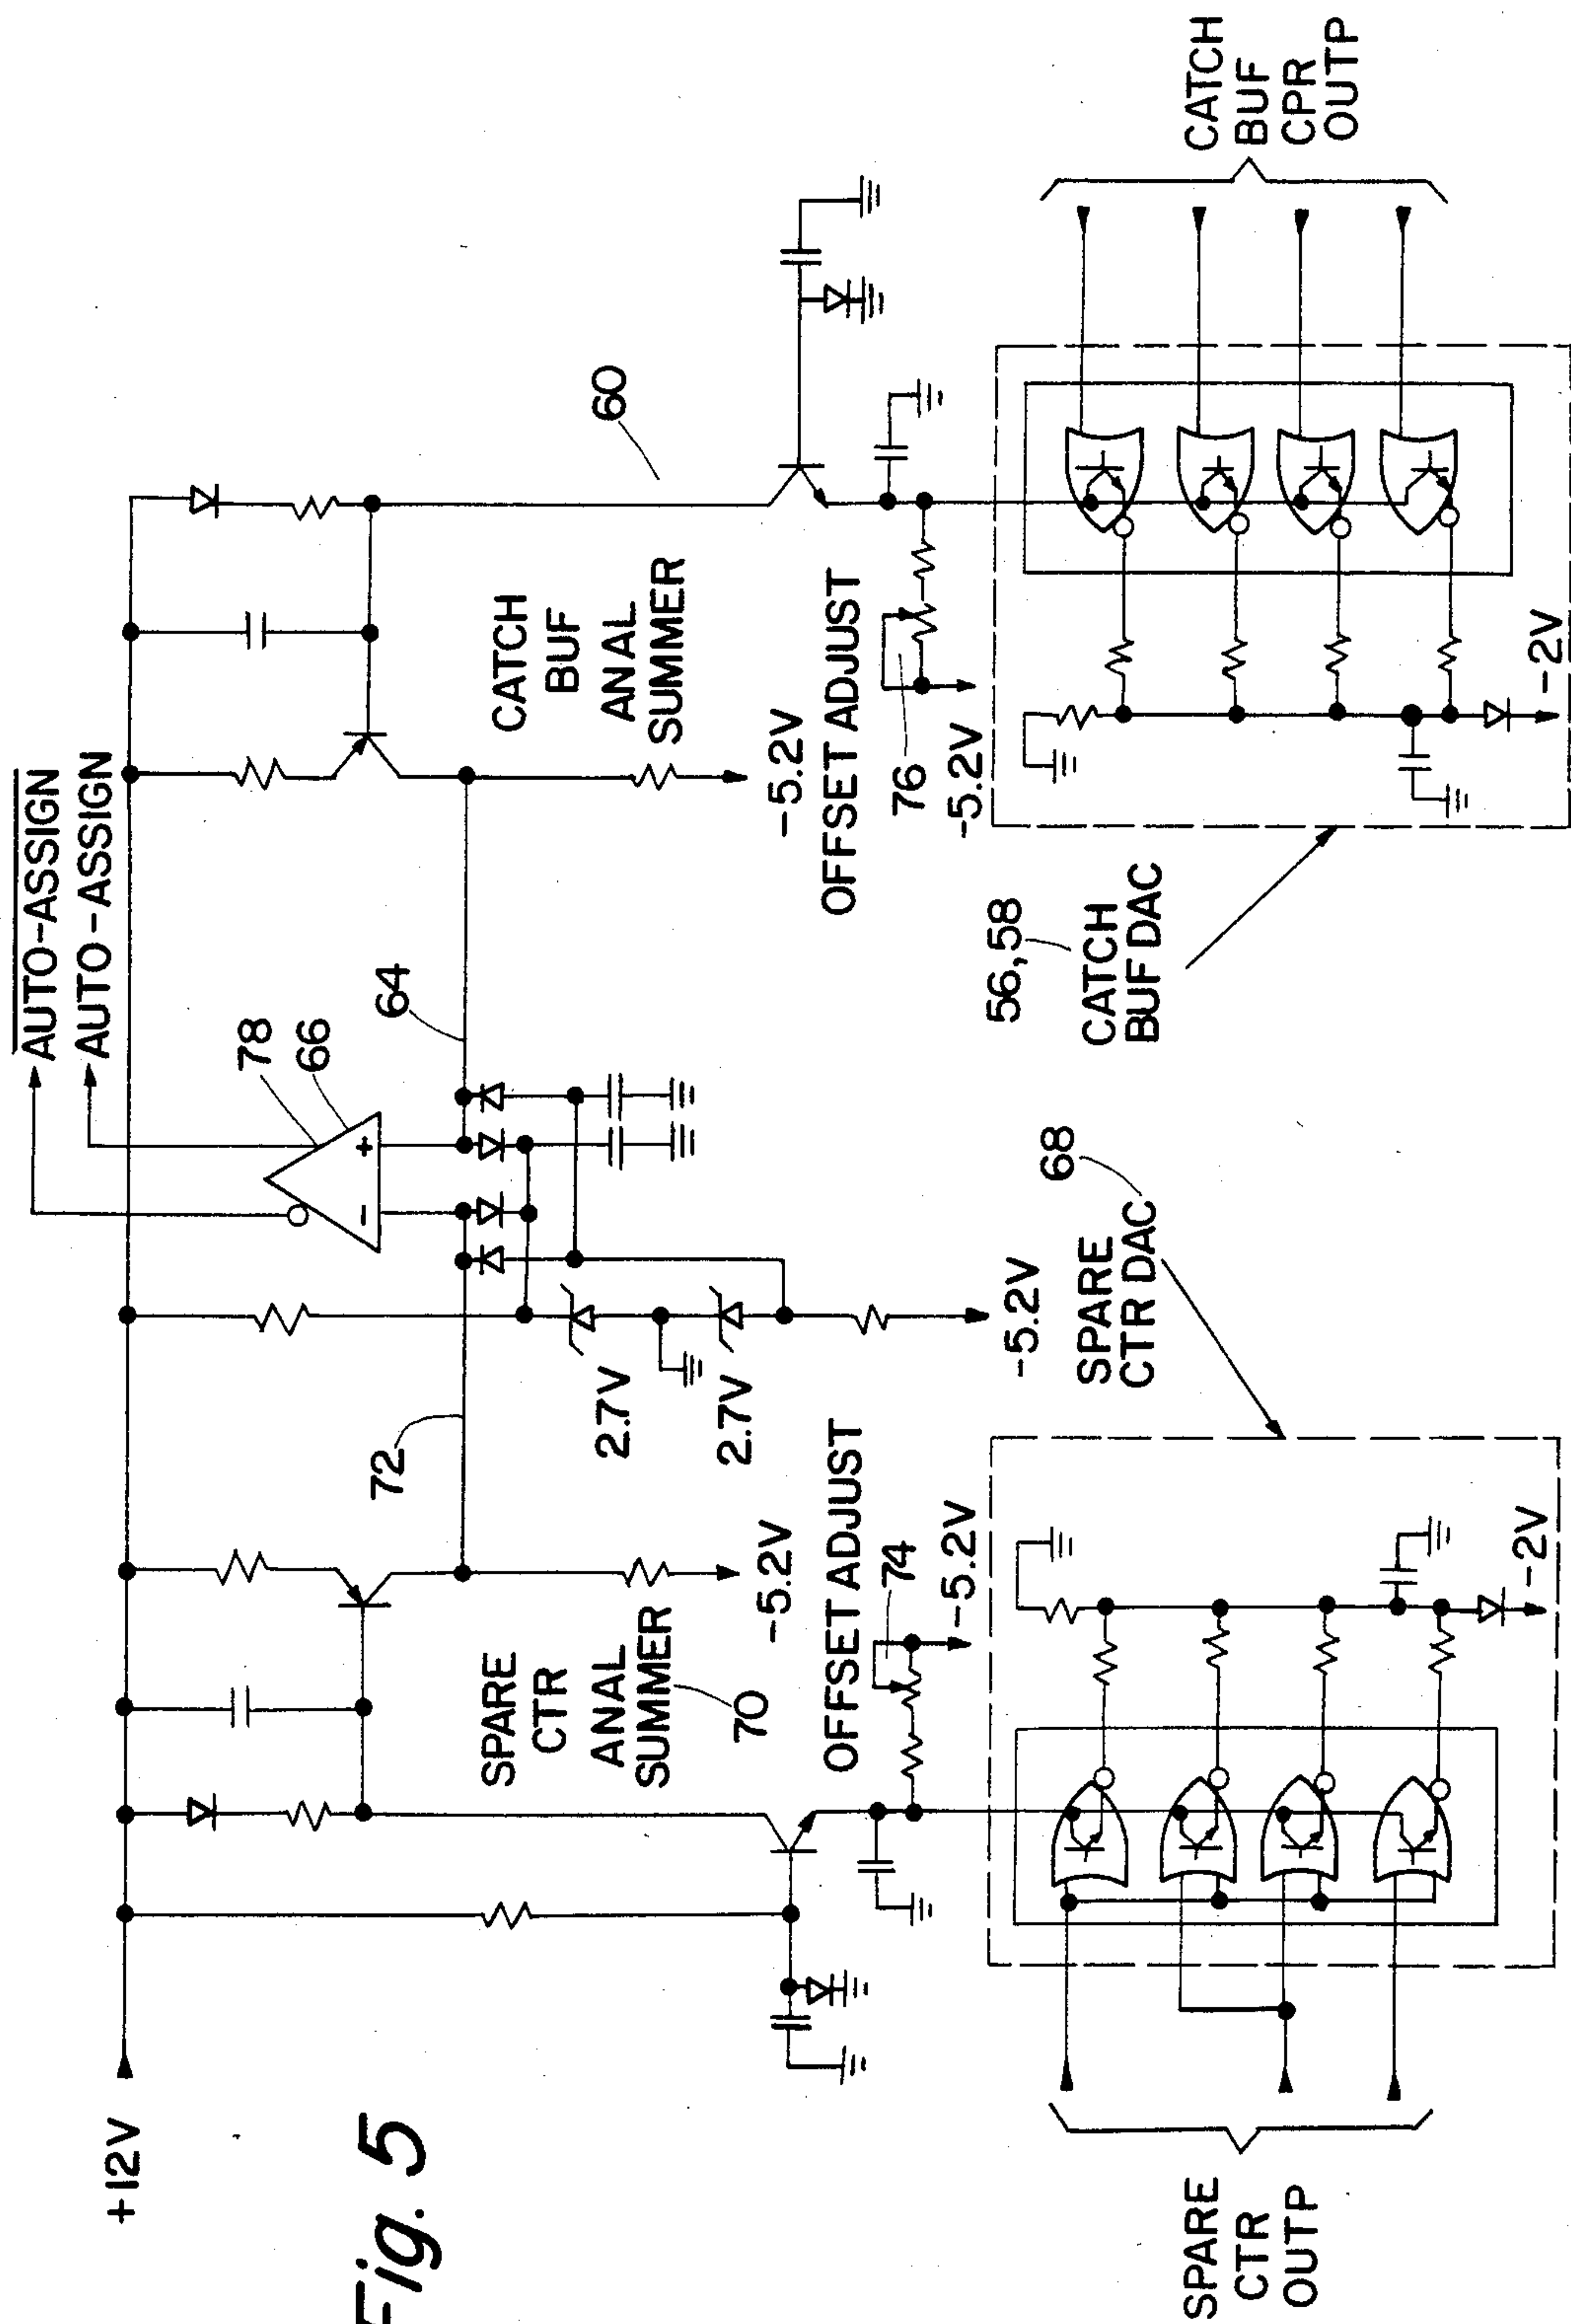 AUTO-ASSIGN
AUTO-ASSIGN
+12V
78
66
72
64
60
SPARE
CTR
ANAL
SUMMER
70
CATCH
BUF
ANAL
SUMMER
2.7V
2.7V
-5.2V
-5.2V
-5.2V
OFFSET ADJUST
74
-5.2V
OFFSET ADJUST
76
-5.2V
SPARE
CTR DAC
68
56,58
CATCH
BUF DAC
SPARE
CTR
OUTP
-2V
-2V
CATCH
BUF
CPR
OUTP
+
-
Fig. 5